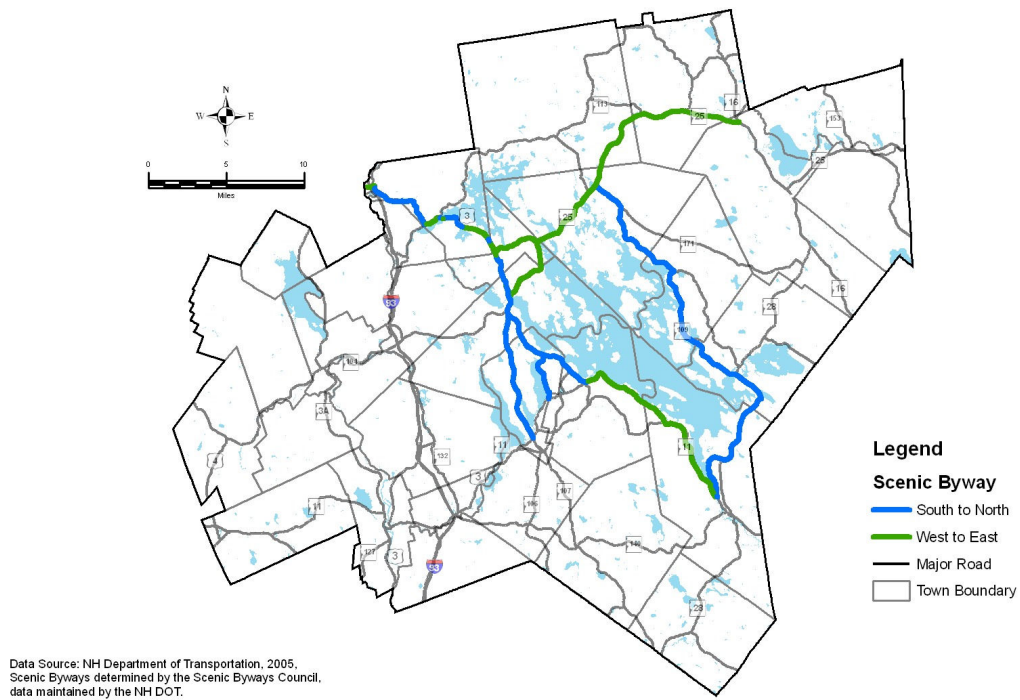 16
113
25
153
N
W E
S
25
0 5 10
Miles
3
25
171
16
28
93
109
104
3A
11
11
132
4
3
107
106
11
140
127
3
93
28
Legend
Scenic Byway
South to North
West to East
Major Road
Town Boundary
Data Source: NH Department of Transportation, 2005,
Scenic Byways determined by the Scenic Byways Council,
data maintained by the NH DOT.